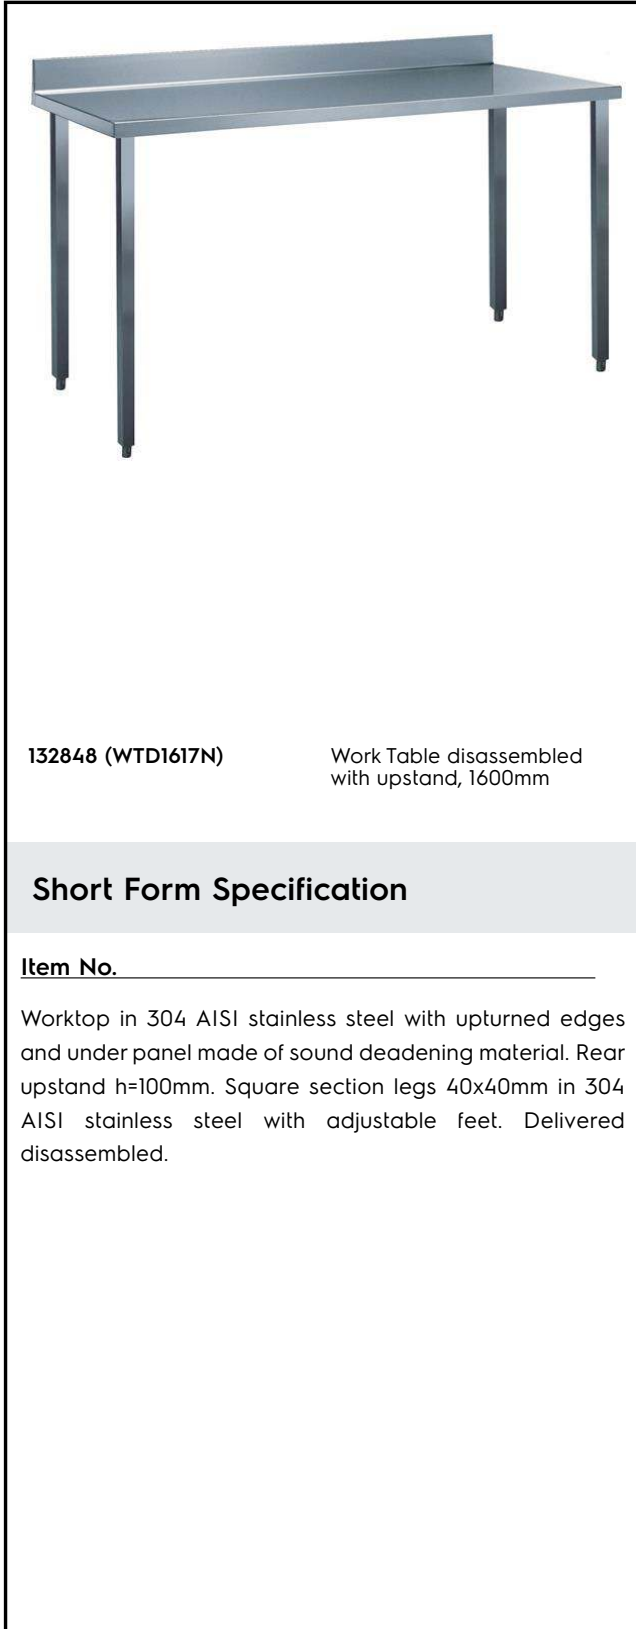 132848 (WTD1617N)
Work Table disassembled
with upstand, 1600mm
Short Form Specification
Item No.
Worktop in 304 AISI stainless steel with upturned edges
and under panel made of sound deadening material. Rear
upstand h=100mm. Square section legs 40x40mm in 304
AISI stainless steel with adjustable feet. Delivered
disassembled.